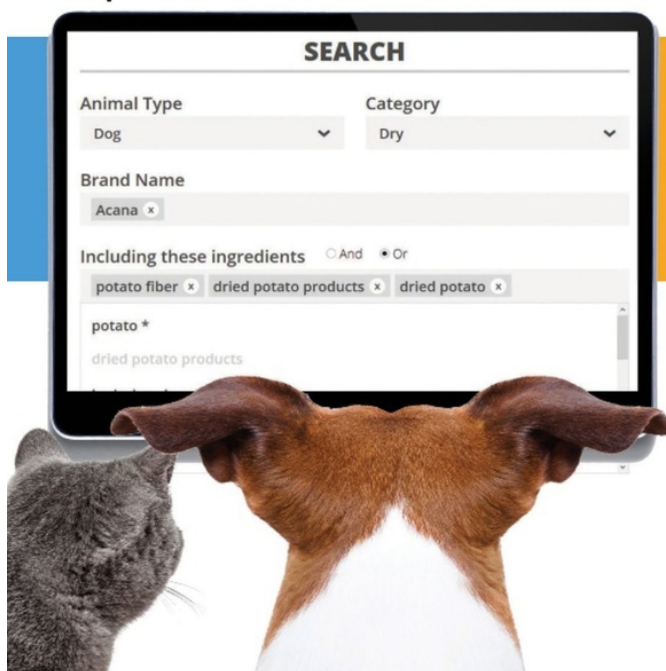 SEARCH
Animal Type
Category
Dog
Dry
Brand Name
Acana x
Including these ingredients And Or
potato fiber x dried potato products x dried potato x
potato *
dried potato products